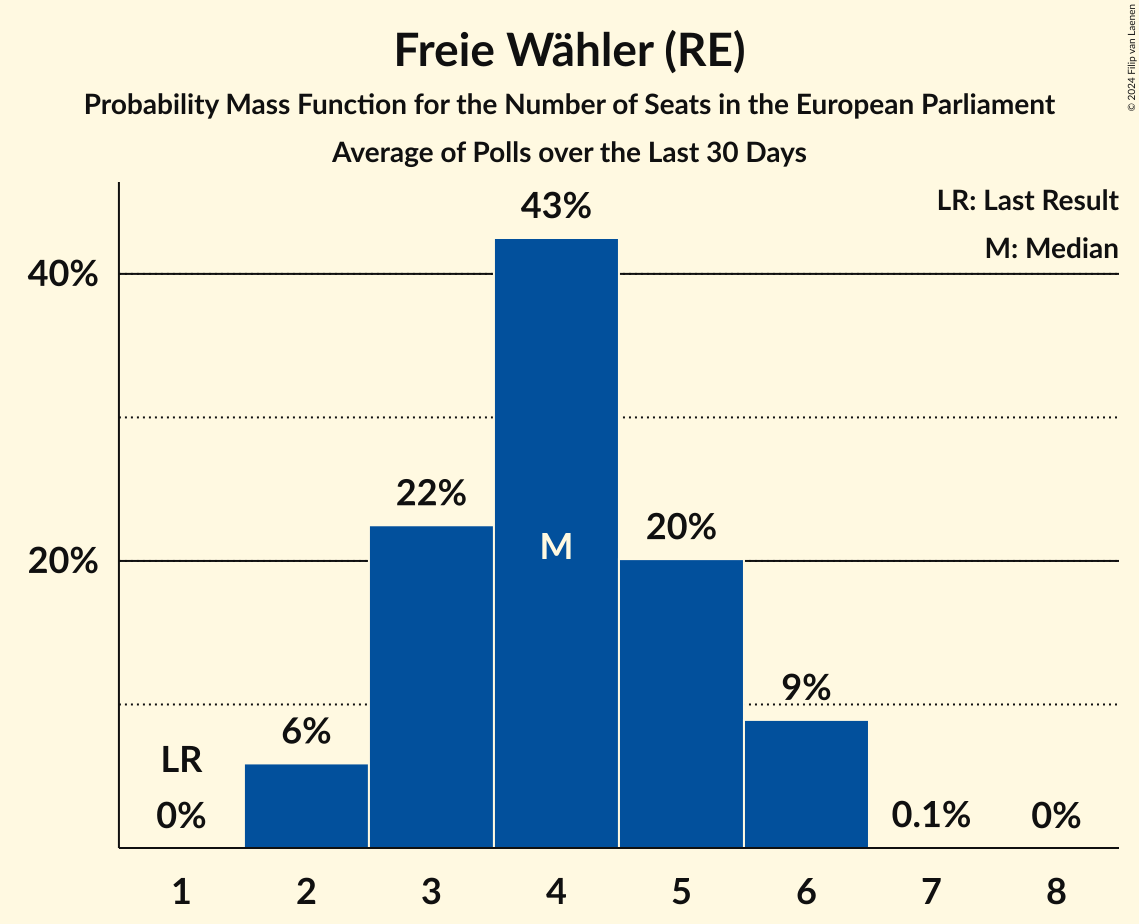 Freie Wähler (RE)
Probability Mass Function for the Number of Seats in the European Parliament
Average of Polls over the Last 30 Days
© 2024 Filip van Laenen
LR: Last Result
M: Median
43%
40%
22%
20%
M
20%
9%
6%
LR
0%
0.1%
0%
1 2 3 4 5 6 7 8